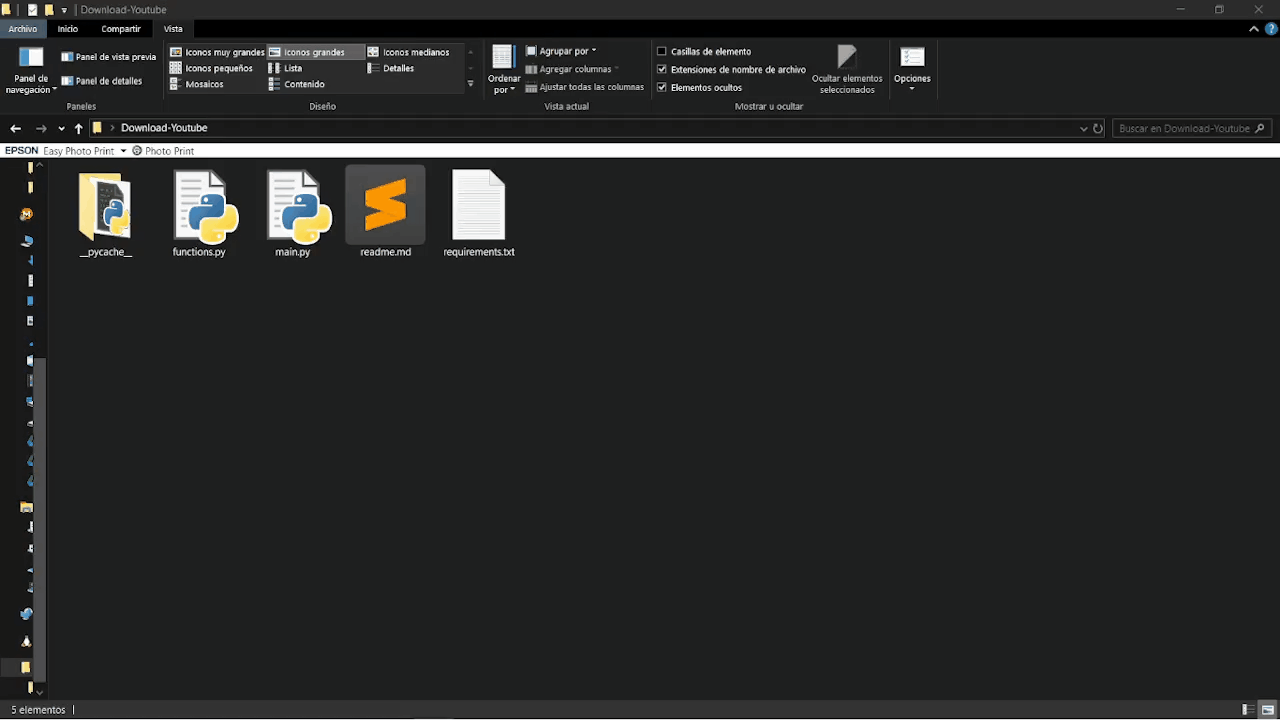 Download-Youtube
Archivo Inicio Compartir Vista
Panel de navegación
Panel de vista previa
Panel de detalles
Paneles
Iconos muy grandes Iconos grandes Iconos medianos
Iconos pequeños Lista Detalles
Mosaicos Contenido
Diseño
Ordenar por
Agrupar por
Agregar columnas
Ajustar todas las columnas
Vista actual
Casillas de elemento
Extensiones de nombre de archivo
Elementos ocultos
Ocultar elementos
seleccionados
Mostrar u ocultar
Opciones
Download-Youtube
Buscar en Download-Youtube
EPSON Easy Photo Print Photo Print
__pycache__ functions.py main.py readme.md requirements.txt
5 elementos